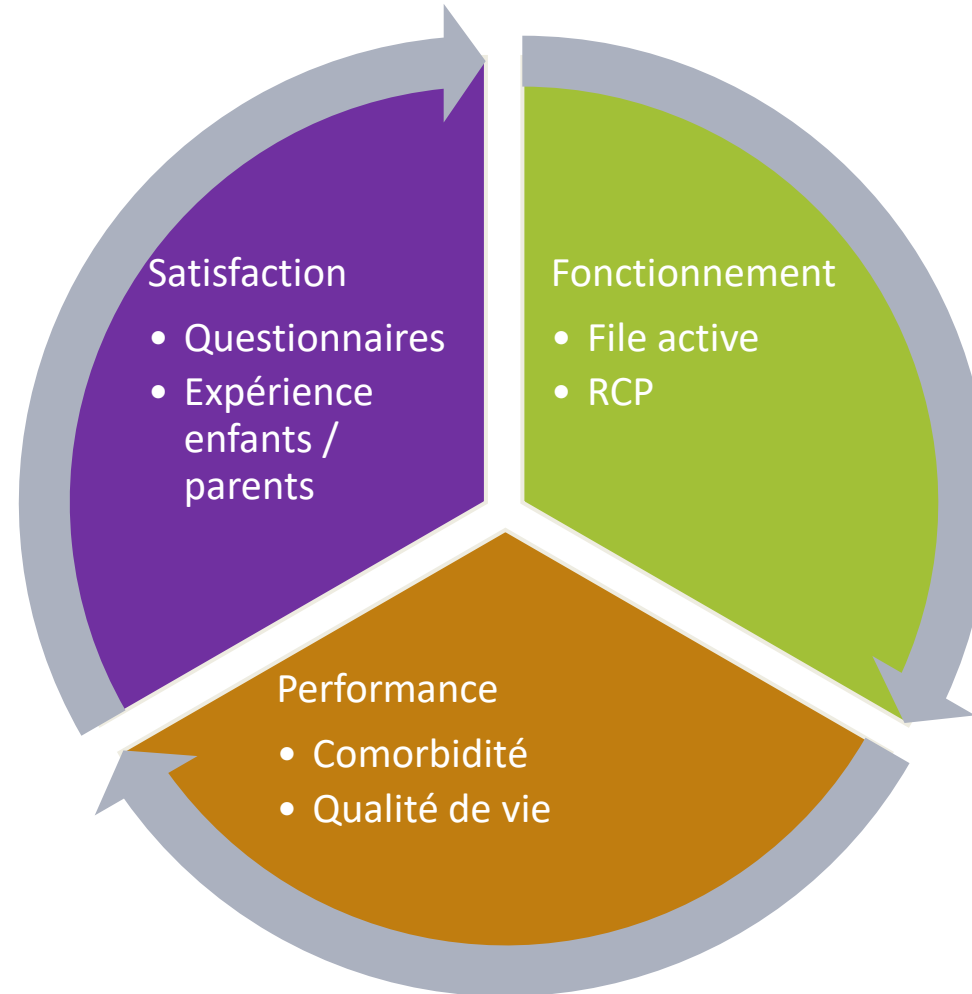 Satisfaction
• Questionnaires
• Expérience
enfants /
parents
Fonctionnement
• File active
• RCP
Performance
• Comorbidité
• Qualité de vie